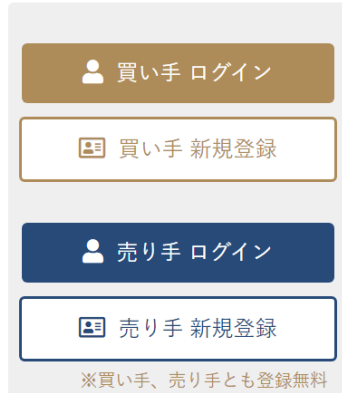 買い手 ログイン
買い手 新規登録
売り手 ログイン
売り手 新規登録
※買い手、売り手とも登録無料